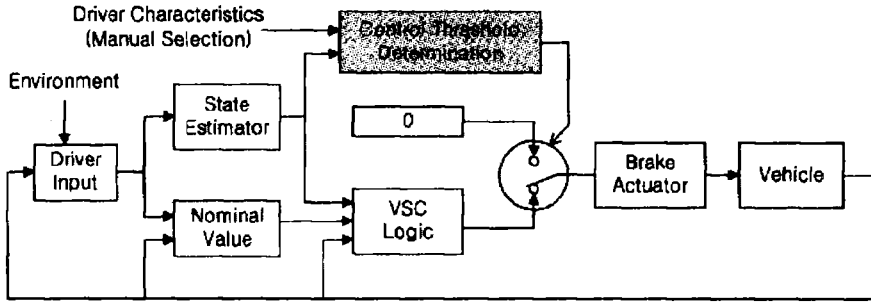 Driver Characteristics
(Manual Selection)
Control Threshold
Determination
Environment
State
Estimator
0
Driver
Input
Brake
Actuator
Vehicle
Nominal
Value
VSC
Logic